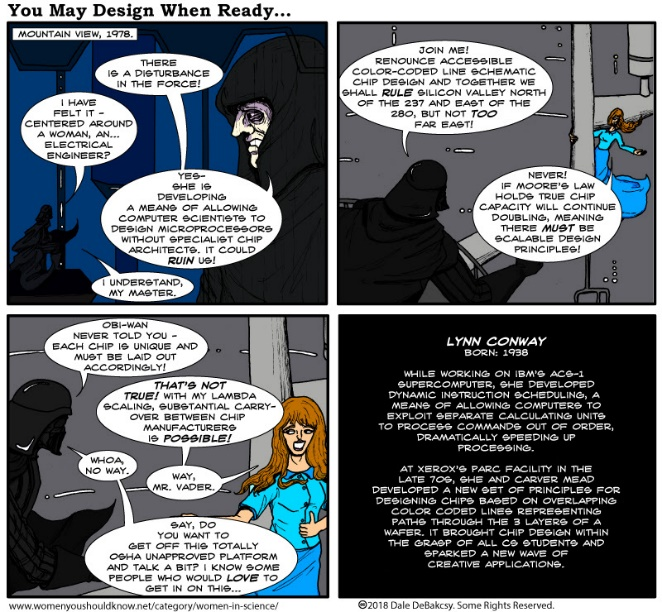 You May Design When Ready...
MOUNTAIN VIEW, 1978.
THERE
IS A DISTURBANCE
IN THE FORCE!
I HAVE
FELT IT -
CENTERED AROUND
A WOMAN, AN...
ELECTRICAL
ENGINEER?
YES-
SHE IS
DEVELOPING
A MEANS OF ALLOWING
COMPUTER SCIENTISTS TO
DESIGN MICROPROCESSORS
WITHOUT SPECIALIST CHIP
ARCHITECTS. IT COULD
RUIN US!
I UNDERSTAND,
MY MASTER.
JOIN ME!
RENOUNCE ACCESSIBLE
COLOR-CODED LINE SCHEMATIC
CHIP DESIGN AND TOGETHER WE
SHALL RULE SILICON VALLEY NORTH
OF THE 237 AND EAST OF THE
280, BUT NOT TOO
FAR EAST!
NEVER!
IF MOORE'S LAW
HOLDS TRUE CHIP
CAPACITY WILL CONTINUE
DOUBLING, MEANING
THERE MUST BE
SCALABLE DESIGN
PRINCIPLES!
OBI-WAN
NEVER TOLD YOU -
EACH CHIP IS UNIQUE AND
MUST BE LAID OUT
ACCORDINGLY!
THAT'S NOT
TRUE! WITH MY LAMBDA
SCALING, SUBSTANTIAL CARRY-
OVER BETWEEN CHIP
MANUFACTURERS
IS POSSIBLE!
WHOA,
NO WAY.
WAY,
MR. VADER.
SAY, DO
YOU WANT TO
GET OFF THIS TOTALLY
OSHA UNAPPROVED PLATFORM
AND TALK A BIT? I KNOW SOME
PEOPLE WHO WOULD LOVE TO
GET IN ON THIS...
LYNN CONWAY
BORN: 1938
WHILE WORKING ON IBM'S ACS-1
SUPERCOMPUTER, SHE DEVELOPED
DYNAMIC INSTRUCTION SCHEDULING, A
MEANS OF ALLOWING COMPUTERS TO
EXPLOIT SEPARATE CALCULATING UNITS
TO PROCESS COMMANDS OUT OF ORDER,
DRAMATICALLY SPEEDING UP
PROCESSING.
AT XEROX'S PARC FACILITY IN THE
LATE 70S, SHE AND CARVER MEAD
DEVELOPED A NEW SET OF PRINCIPLES FOR
DESIGNING CHIPS BASED ON OVERLAPPING
COLOR CODED LINES REPRESENTING
PATHS THROUGH THE 3 LAYERS OF A
WAFER. IT BROUGHT CHIP DESIGN WITHIN
THE GRASP OF ALL CS STUDENTS AND
SPARKED A NEW WAVE OF
CREATIVE APPLICATIONS.
www.womenyoushouldknow.net/category/women-in-science/
©2018 Dale DeBakcsy. Some Rights Reserved.